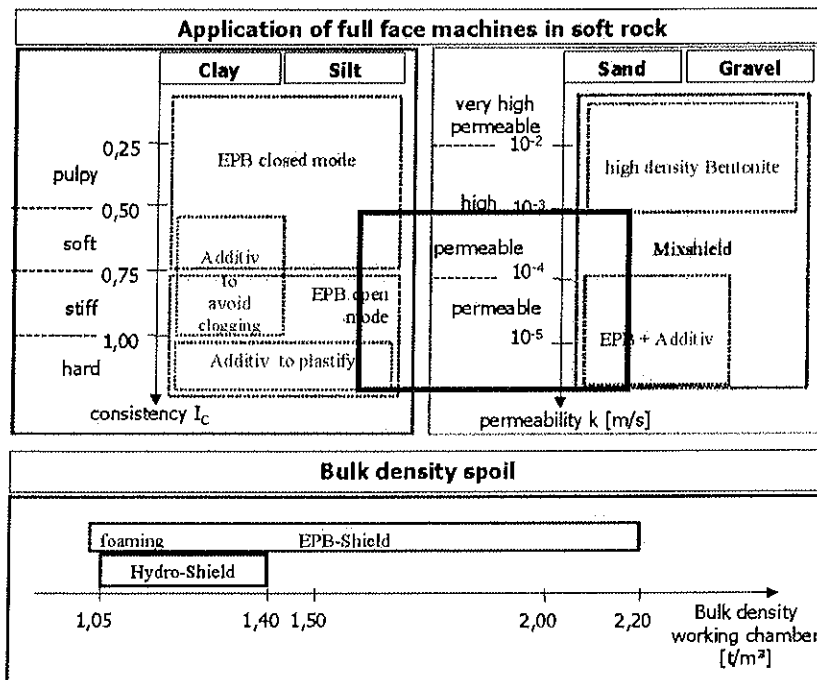 Application of full face machines in soft rock
Clay
Silt
0,25
0,50
0,75
1,00
pulpy
soft
stiff
hard
consistency I_C
EPB closed mode
Additiv
to
avoid
clogging
EPB open
mode
Additiv to plastify
Sand
Gravel
very high
permeable
high
permeable
permeable
10⁻²
10⁻³
10⁻⁴
10⁻⁵
permeability k [m/s]
high density Bentonite
Mixshield
EPB + Additiv
Bulk density spoil
foaming
EPB-Shield
Hydro-Shield
1,05
1,40
1,50
2,00
2,20
Bulk density
working chamber
[t/m³]